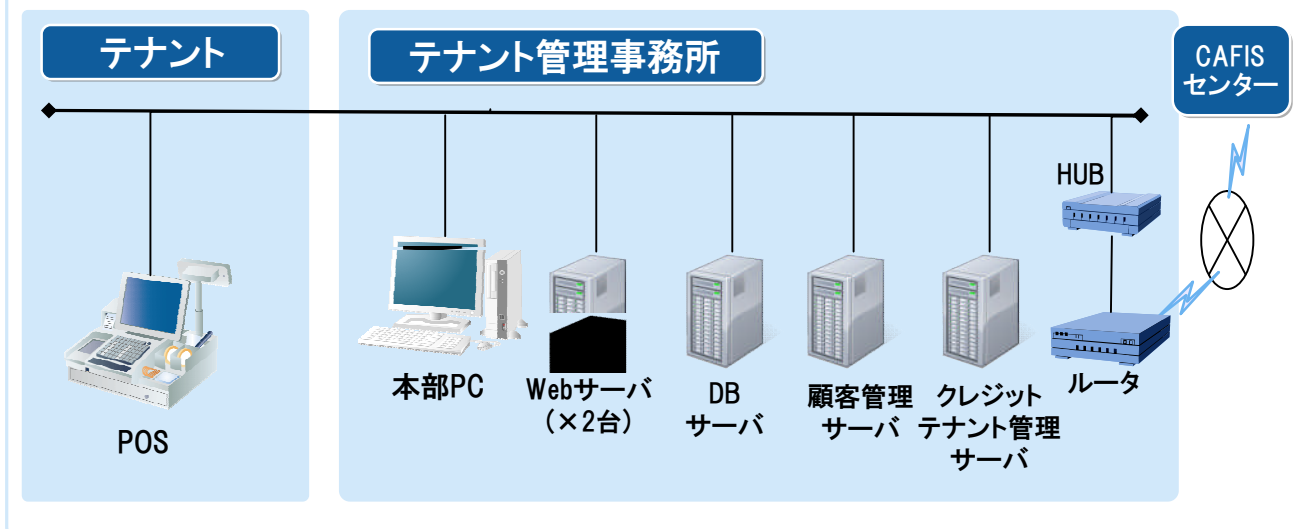 テナント
テナント管理事務所
CAFIS
センター
HUB
POS
本部PC
Webサーバ
(×2台)
DB
サーバ
顧客管理
サーバ
クレジット
テナント管理
サーバ
ルータ